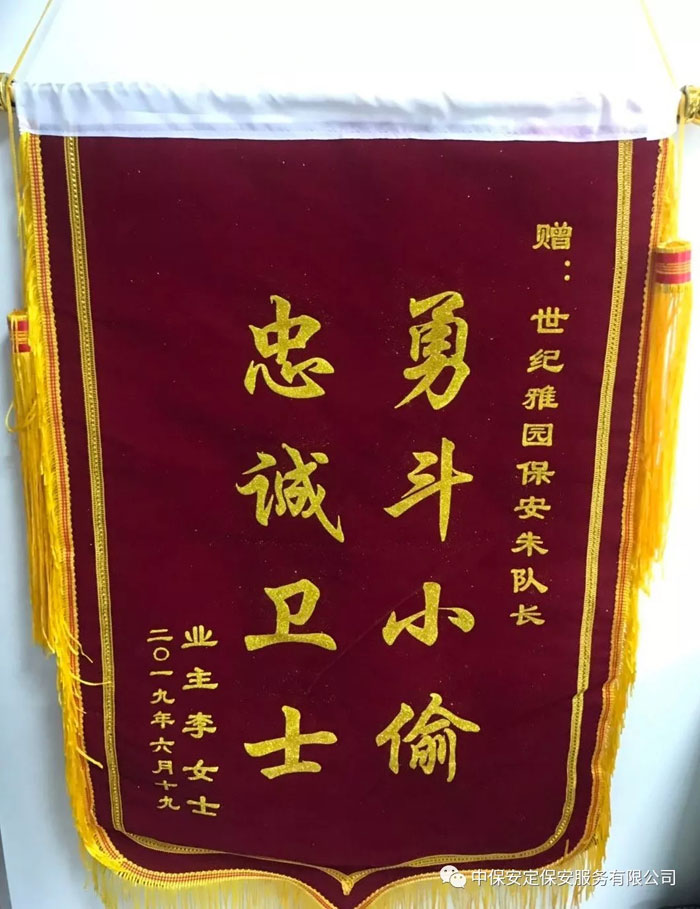 赠：世纪雅园保安朱队长
勇斗小偷
忠诚卫士
业主李女士
二〇一九年六月十九
中保安定保安服务有限公司